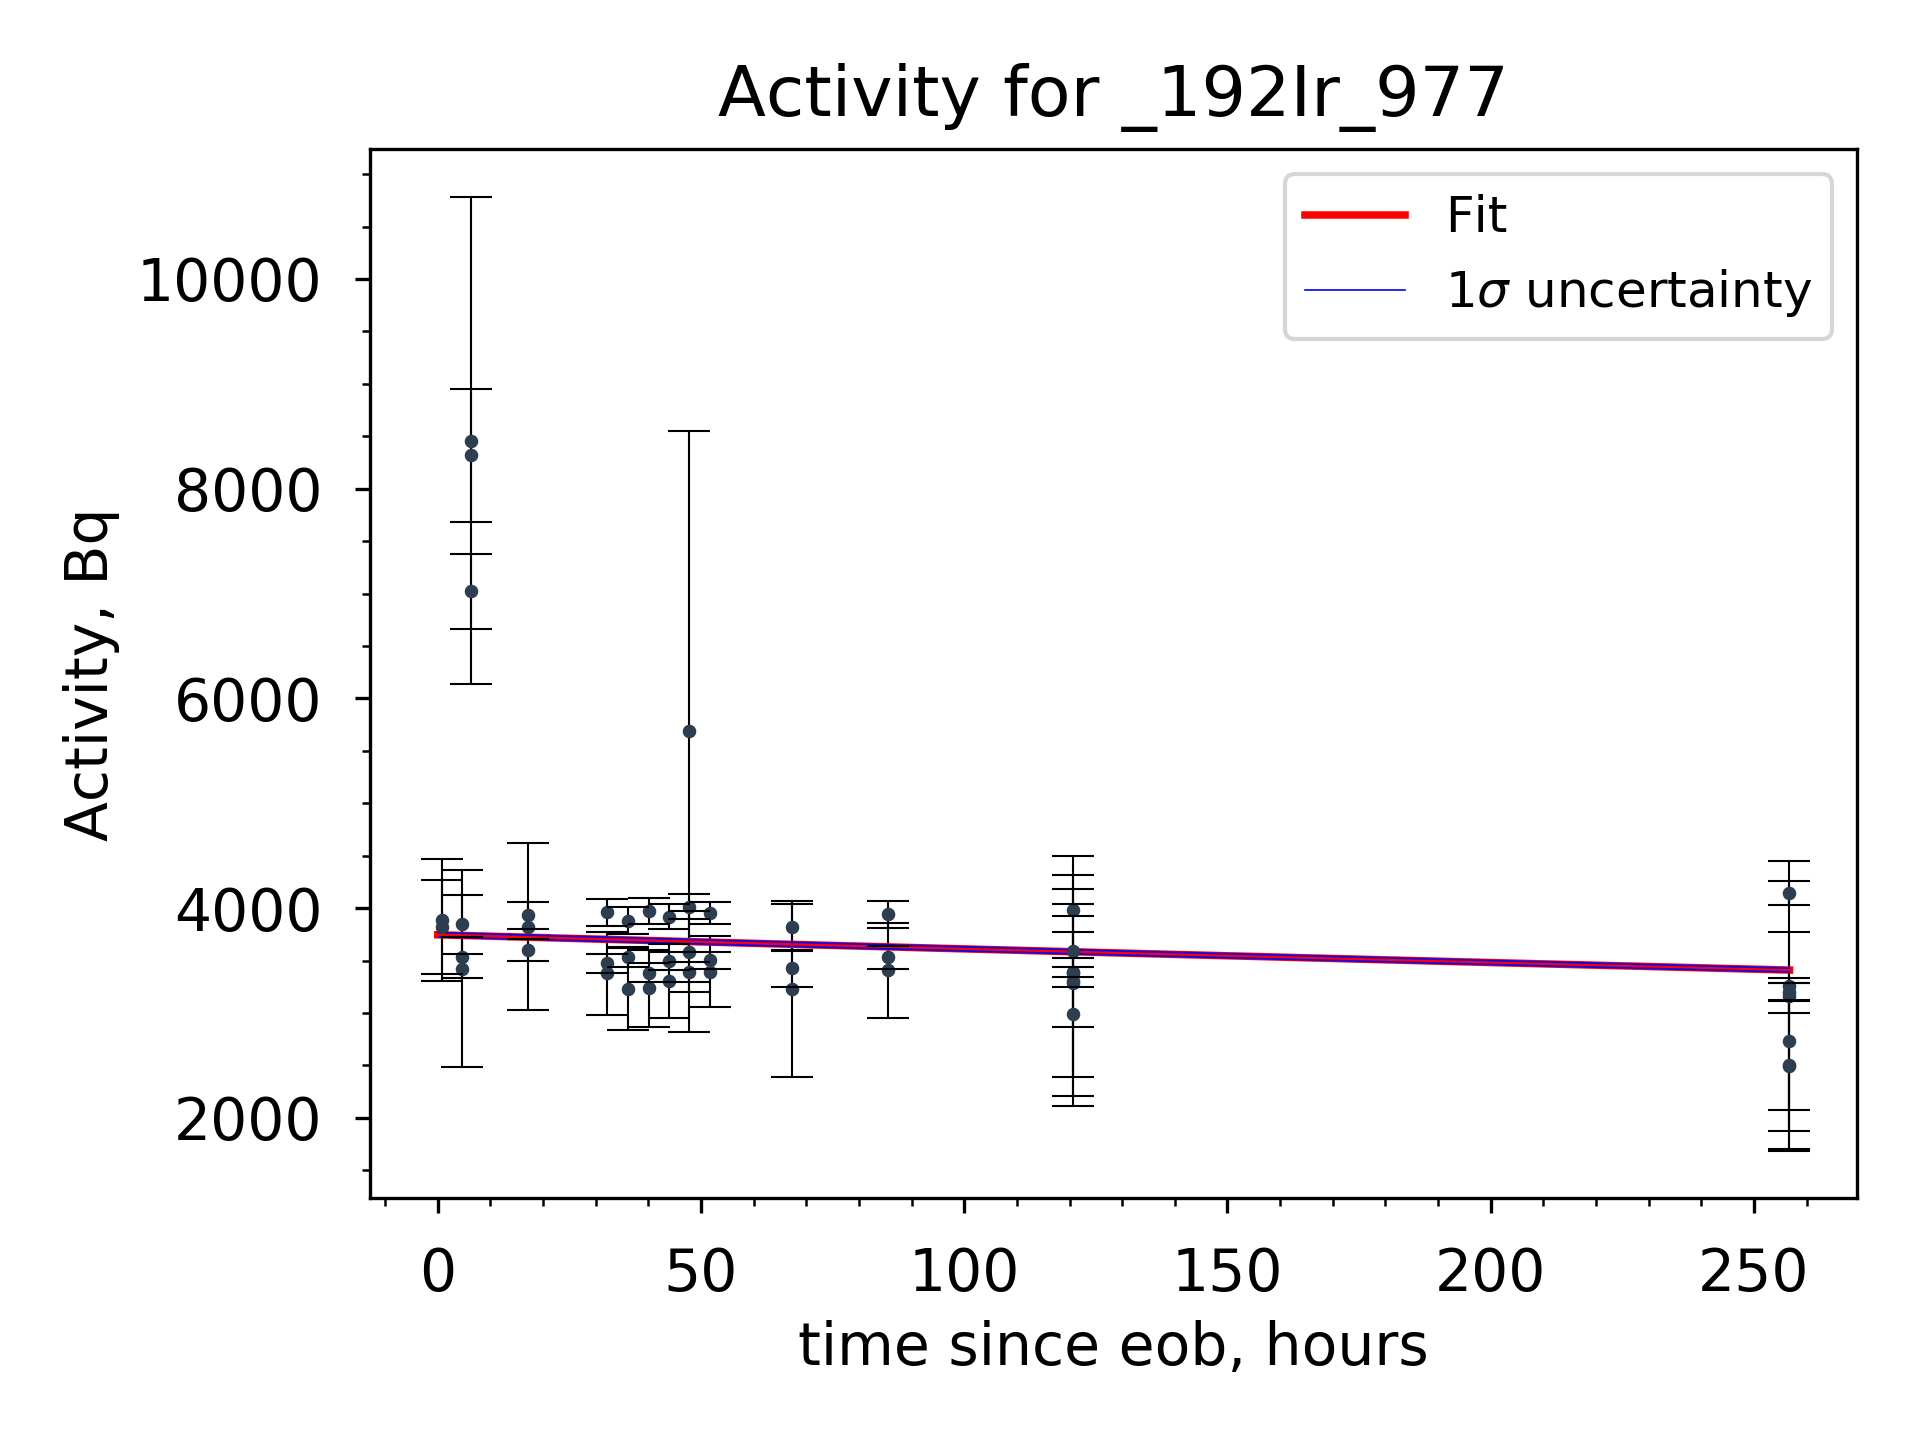 Activity for _192Ir_977
Fit
1σ uncertainty
10000
8000
6000
4000
2000
Activity, Bq
0 50 100 150 200 250
time since eob, hours